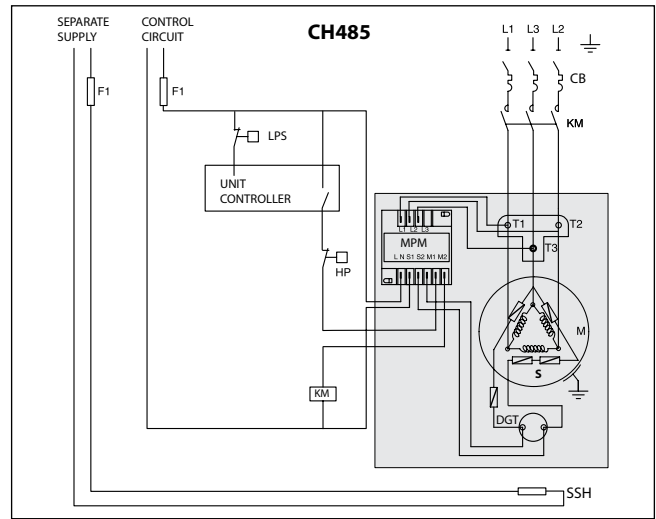 SEPARATE
SUPPLY
CONTROL
CIRCUIT
CH485
L1 L3 L2
F1
F1
CB
KM
LPS
UNIT
CONTROLLER
L1 L2 L3
MPM
L N S1 S2 M1 M2
T1
T2
T3
HP
M
S
KM
DGT
SSH